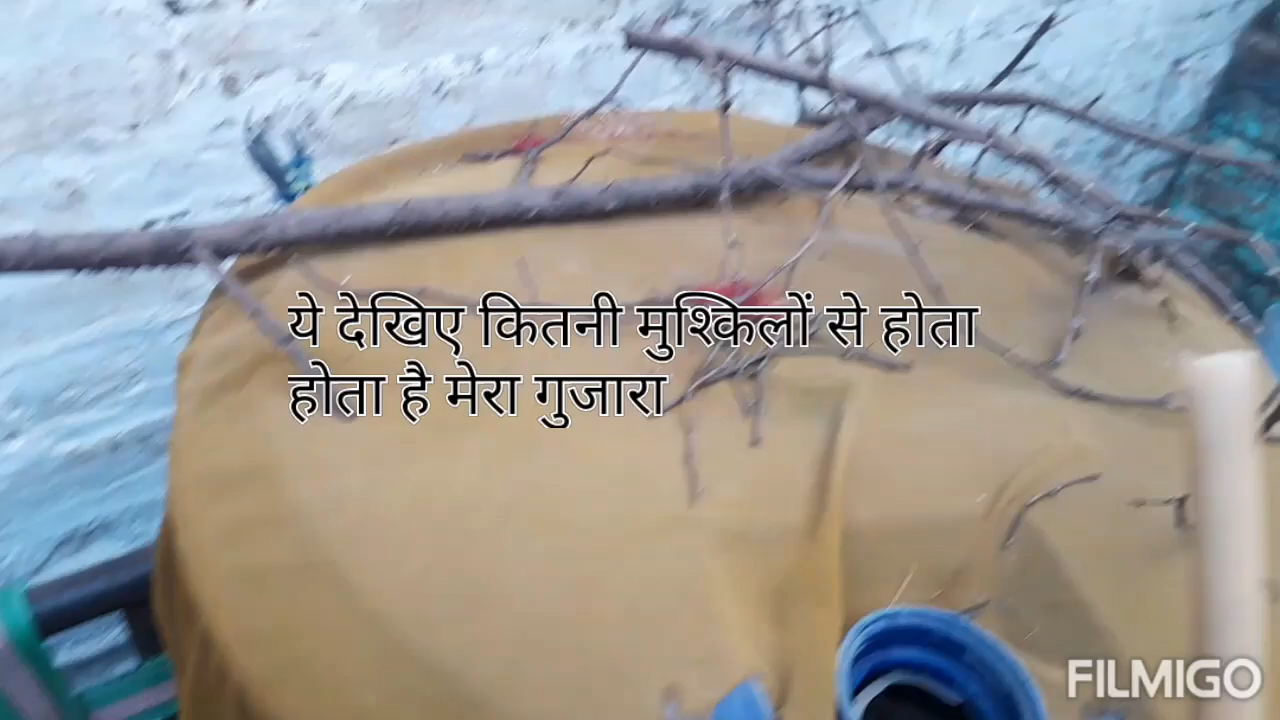 ये देखिए कितनी मुश्किलों से होता
होता है मेरा गुजारा
FILMIGO